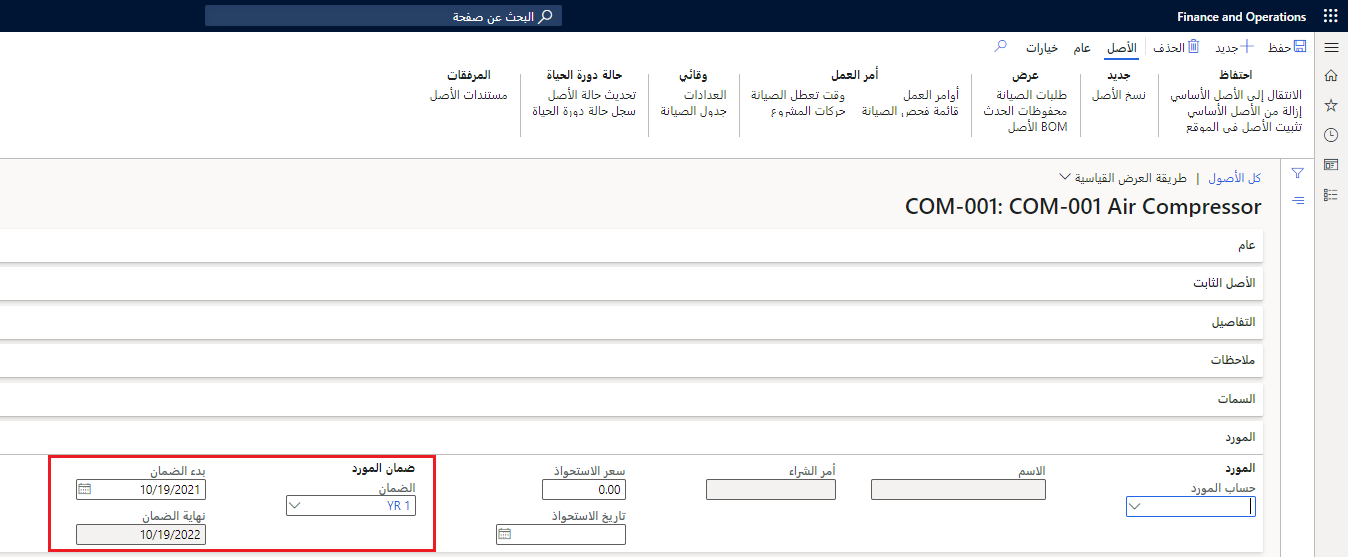 Finance and Operations
البحث عن صفحة
حفظ
جديد
الحذف
الأصل
عام
خيارات
احتفاظ
الانتقال إلى الأصل الأساسي
إزالة من الأصل الأساسي
تثبيت الأصل في الموقع
جديد
نسخ الأصل
عرض
طلبات الصيانة
محفوظات الحدث
BOM الأصل
أمر العمل
أوامر العمل
قائمة فحص الصيانة
وقت تعطل الصيانة
حركات المشروع
وقائي
العدادات
جدول الصيانة
حالة دورة الحياة
تحديث حالة الأصل
سجل حالة دورة الحياة
المرفقات
مستندات الأصل
كل الأصول | طريقة العرض القياسية
COM-001: COM-001 Air Compressor
عام
الأصل الثابت
التفاصيل
ملاحظات
السمات
المورد
المورد
حساب المورد
الاسم
أمر الشراء
سعر الاستحواذ
0.00
تاريخ الاستحواذ
ضمان المورد
الضمان
YR 1
بدء الضمان
10/19/2021
نهاية الضمان
10/19/2022